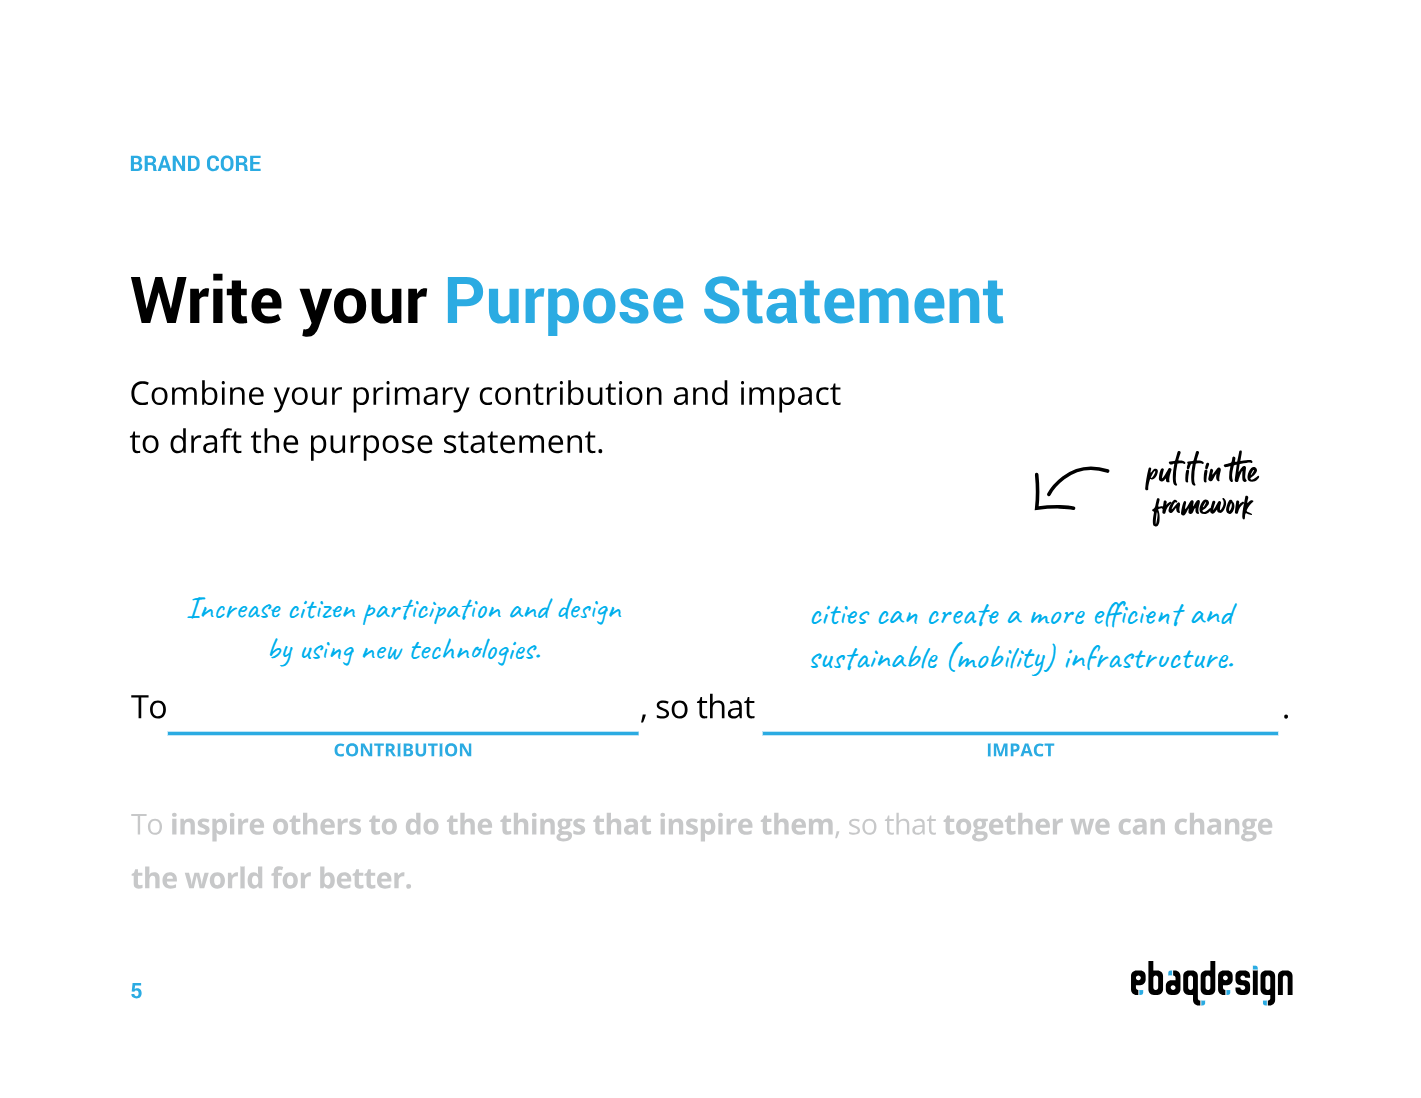 BRAND CORE
Write your Purpose Statement
Combine your primary contribution and impact
to draft the purpose statement.
put it in the
framework
Increase citizen participation and design
by using new technologies.
cities can create a more efficient and
sustainable (mobility) infrastructure.
To , so that .
CONTRIBUTION
IMPACT
To inspire others to do the things that inspire them, so that together we can change
the world for better.
5
ebaqdesign